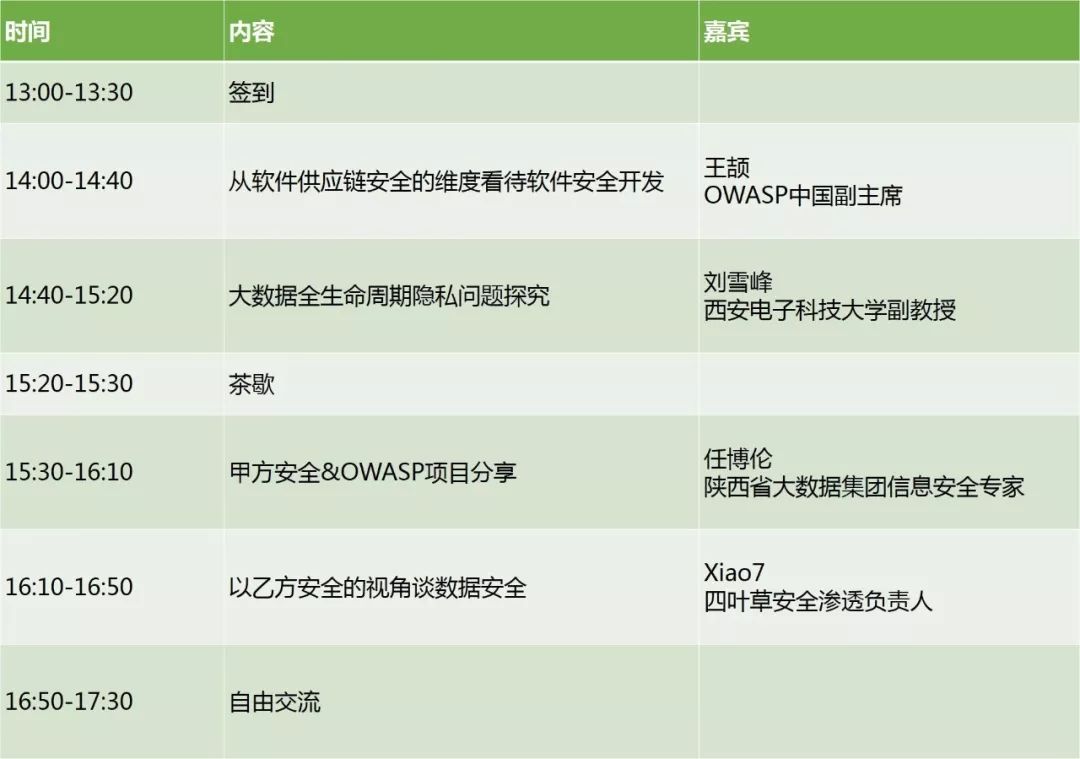 时间 内容 嘉宾
13:00-13:30 签到
14:00-14:40 从软件供应链安全的维度看待软件安全开发 王颉
OWASP中国副主席
14:40-15:20 大数据全生命周期隐私问题探究 刘雪峰
西安电子科技大学副教授
15:20-15:30 茶歇
15:30-16:10 甲方安全&OWASP项目分享 任博伦
陕西省大数据集团信息安全专家
16:10-16:50 以乙方安全的视角谈数据安全 Xiao7
四叶草安全渗透负责人
16:50-17:30 自由交流